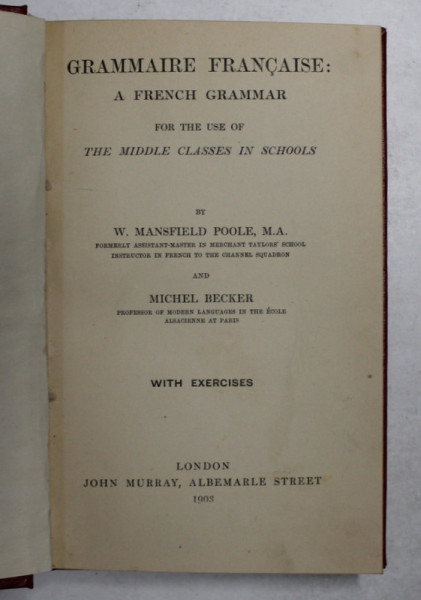 GRAMMAIRE FRANÇAISE:
A FRENCH GRAMMAR
FOR THE USE OF
THE MIDDLE CLASSES IN SCHOOLS
BY
W. MANSFIELD POOLE, M.A.
FORMERLY ASSISTANT-MASTER IN MERCHANT TAYLORS' SCHOOL
INSTRUCTOR IN FRENCH TO THE CHANNEL SQUADRON
AND
MICHEL BECKER
PROFESSOR OF MODERN LANGUAGES IN THE ÉCOLE
ALSACIENNE AT PARIS
WITH EXERCISES
LONDON
JOHN MURRAY, ALBEMARLE STREET
1903